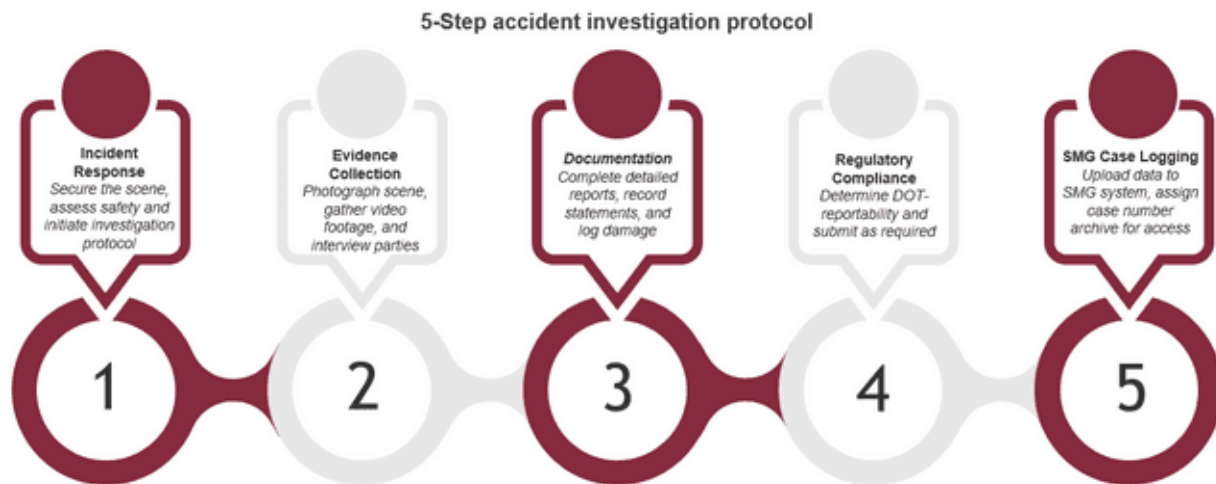 5-Step accident investigation protocol
Incident
Response
Secure the scene,
assess safety and
initiate investigation
protocol
Evidence
Collection
Photograph scene,
gather video
footage, and
interview parties
Documentation
Complete detailed
reports, record
statements, and
log damage
Regulatory
Compliance
Determine DOT-
reportability and
submit as required
SMG Case Logging
Upload data to
SMG system, assign
case number
archive for access
1
2
3
4
5